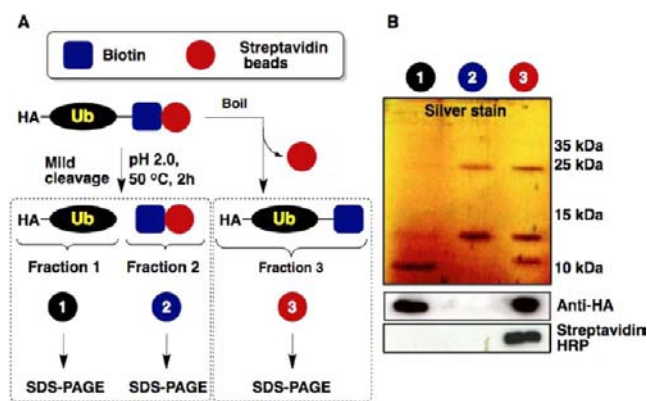 A
Biotin
Streptavidin
beads
HA
Ub
Boil
Mild
cleavage
pH 2.0,
50 °C, 2h
HA
Ub
HA
Ub
Fraction 1
Fraction 2
Fraction 3
1
2
3
SDS-PAGE
SDS-PAGE
SDS-PAGE
B
1
2
3
Silver stain
35 kDa
25 kDa
15 kDa
10 kDa
Anti-HA
Streptavidin
HRP